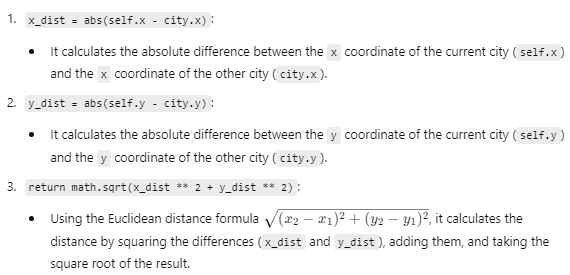 1. x_dist = abs(self.x - city.x) :
• It calculates the absolute difference between the x coordinate of the current city ( self.x )
and the x coordinate of the other city ( city.x ).
2. y_dist = abs(self.y - city.y) :
• It calculates the absolute difference between the y coordinate of the current city ( self.y )
and the y coordinate of the other city ( city.y ).
3. return math.sqrt(x_dist ** 2 + y_dist ** 2) :
• Using the Euclidean distance formula √(x₂ − x₁)² + (y₂ − y₁)², it calculates the
distance by squaring the differences ( x_dist and y_dist ), adding them, and taking the
square root of the result.